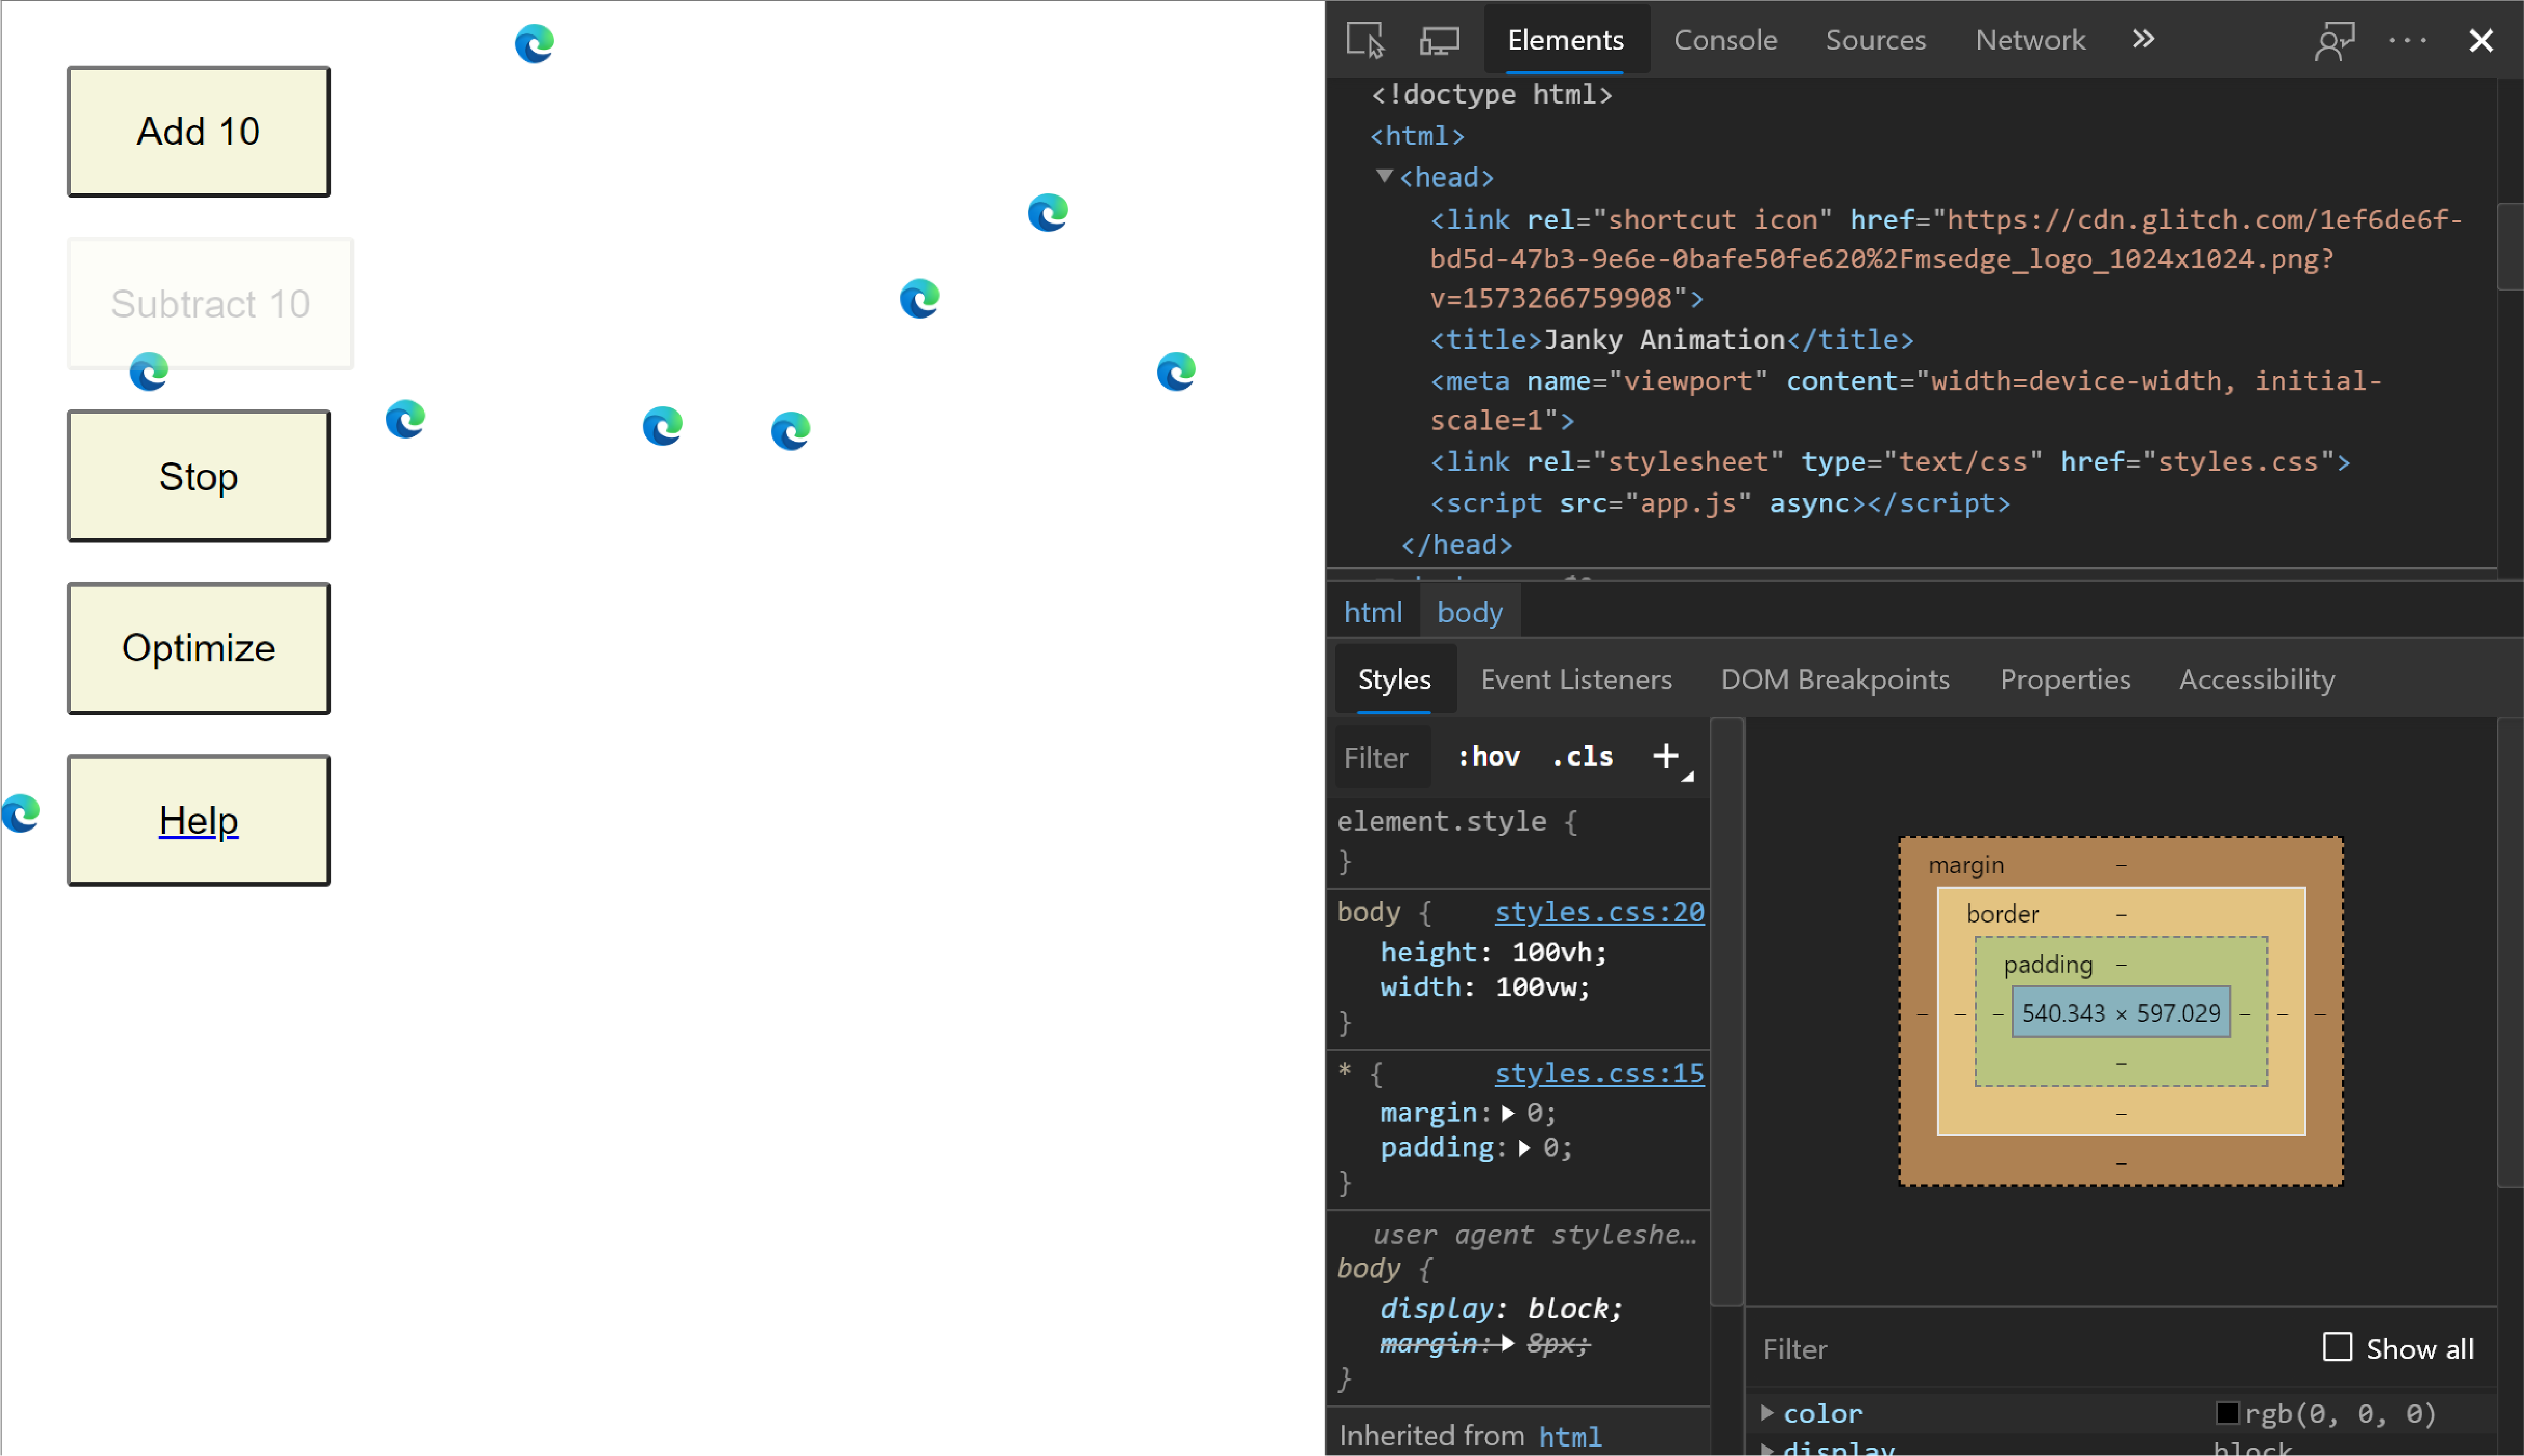 Add 10
Subtract 10
Stop
Optimize
Help
Elements Console Sources Network
<!doctype html>
<html>
<head>
<link rel="shortcut icon" href="https://cdn.glitch.com/1ef6de6f-
bd5d-47b3-9e6e-0bafe50fe620%2Fmsedge_logo_1024x1024.png?
v=1573266759908">
<title>Janky Animation</title>
<meta name="viewport" content="width=device-width, initial-
scale=1">
<link rel="stylesheet" type="text/css" href="styles.css">
<script src="app.js" async></script>
</head>
html body
Styles Event Listeners DOM Breakpoints Properties Accessibility
Filter :hov .cls +
element.style {
}
body { styles.css:20
height: 100vh;
width: 100vw;
}
* { styles.css:15
margin: 0;
padding: 0;
}
user agent styleshe…
body {
display: block;
margin: 8px;
}
Inherited from html
margin –
border –
padding –
– – – 540.343 × 597.029 – – –
–
–
–
Filter Show all
color rgb(0, 0, 0)
display block